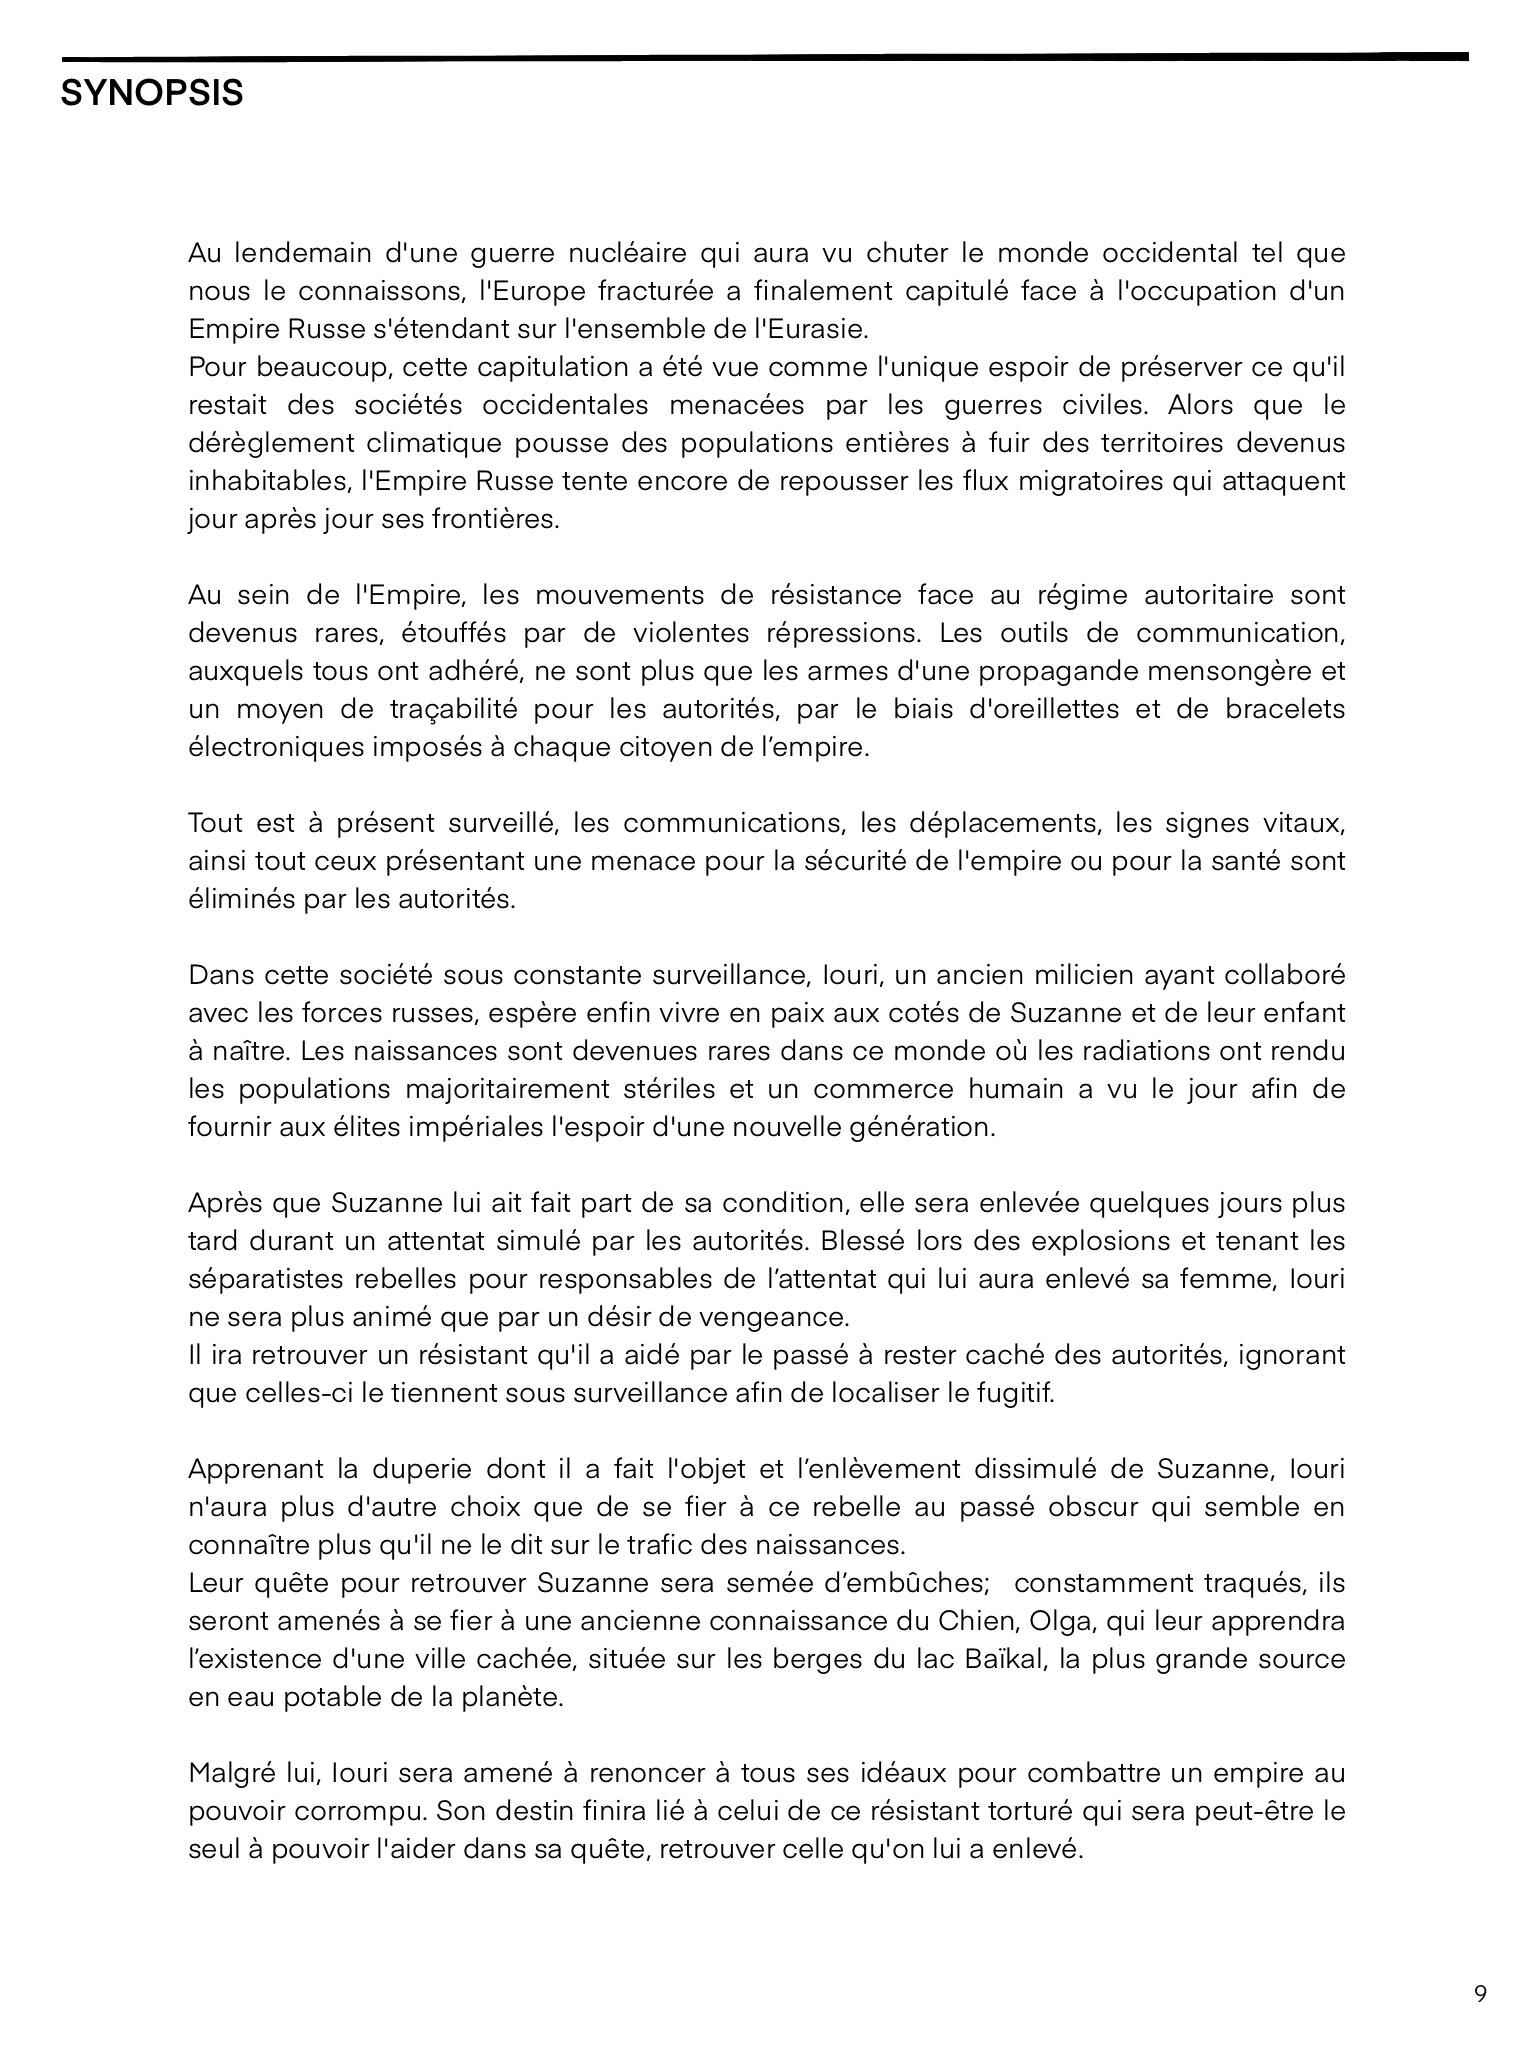 SYNOPSIS
Au lendemain d'une guerre nucléaire qui aura vu chuter le monde occidental tel que
nous le connaissons, l'Europe fracturée a finalement capitulé face à l'occupation d'un
Empire Russe s'étendant sur l'ensemble de l'Eurasie.
Pour beaucoup, cette capitulation a été vue comme l'unique espoir de préserver ce qu'il
restait des sociétés occidentales menacées par les guerres civiles. Alors que le
dérèglement climatique pousse des populations entières à fuir des territoires devenus
inhabitables, l'Empire Russe tente encore de repousser les flux migratoires qui attaquent
jour après jour ses frontières.
Au sein de l'Empire, les mouvements de résistance face au régime autoritaire sont
devenus rares, étouffés par de violentes répressions. Les outils de communication,
auxquels tous ont adhéré, ne sont plus que les armes d'une propagande mensongère et
un moyen de traçabilité pour les autorités, par le biais d'oreillettes et de bracelets
électroniques imposés à chaque citoyen de l’empire.
Tout est à présent surveillé, les communications, les déplacements, les signes vitaux,
ainsi tout ceux présentant une menace pour la sécurité de l'empire ou pour la santé sont
éliminés par les autorités.
Dans cette société sous constante surveillance, Iouri, un ancien milicien ayant collaboré
avec les forces russes, espère enfin vivre en paix aux cotés de Suzanne et de leur enfant
à naître. Les naissances sont devenues rares dans ce monde où les radiations ont rendu
les populations majoritairement stériles et un commerce humain a vu le jour afin de
fournir aux élites impériales l'espoir d'une nouvelle génération.
Après que Suzanne lui ait fait part de sa condition, elle sera enlevée quelques jours plus
tard durant un attentat simulé par les autorités. Blessé lors des explosions et tenant les
séparatistes rebelles pour responsables de l’attentat qui lui aura enlevé sa femme, Iouri
ne sera plus animé que par un désir de vengeance.
Il ira retrouver un résistant qu'il a aidé par le passé à rester caché des autorités, ignorant
que celles-ci le tiennent sous surveillance afin de localiser le fugitif.
Apprenant la duperie dont il a fait l'objet et l’enlèvement dissimulé de Suzanne, Iouri
n'aura plus d'autre choix que de se fier à ce rebelle au passé obscur qui semble en
connaître plus qu'il ne le dit sur le trafic des naissances.
Leur quête pour retrouver Suzanne sera semée d’embûches;  constamment traqués, ils
seront amenés à se fier à une ancienne connaissance du Chien, Olga, qui leur apprendra
l’existence d'une ville cachée, située sur les berges du lac Baïkal, la plus grande source
en eau potable de la planète.
Malgré lui, Iouri sera amené à renoncer à tous ses idéaux pour combattre un empire au
pouvoir corrompu. Son destin finira lié à celui de ce résistant torturé qui sera peut-être le
seul à pouvoir l'aider dans sa quête, retrouver celle qu'on lui a enlevé.
9